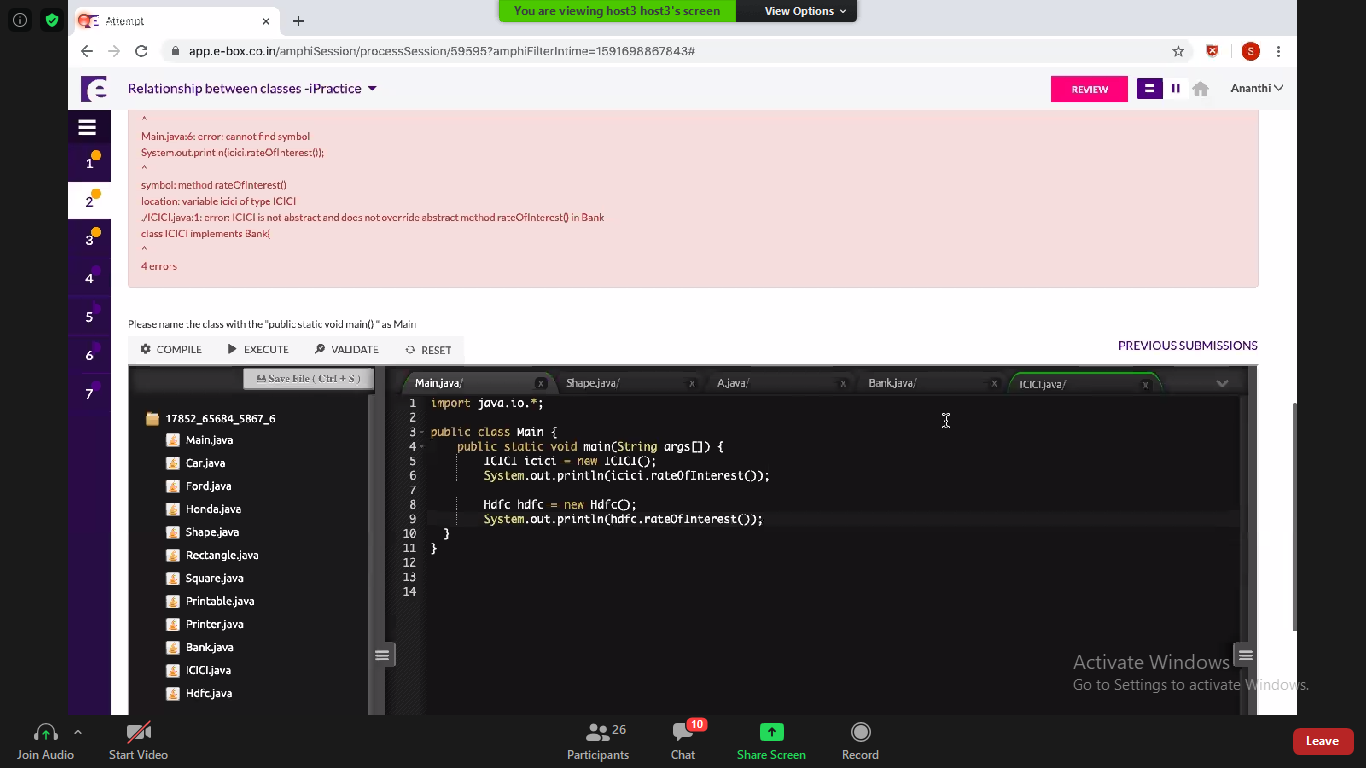 You are viewing host3 host3's screen
View Options
Attempt
app.e-box.co.in/amphiSession/processSession/59595?amphiFilterIntime=1591698867843#
S
Relationship between classes -iPractice
REVIEW
Ananthi
^
Main.java:6: error: cannot find symbol
System.out.println(icici.rateOfInterest());
^
symbol: method rateOfInterest()
location: variable icici of type ICICI
./ICICI.java:1: error: ICICI is not abstract and does not override abstract method rateOfInterest() in Bank
class ICICI implements Bank{
^
4 errors
1
2
3
4
5
6
7
Please name the class with the "public static void main() " as Main
COMPILE
EXECUTE
VALIDATE
RESET
PREVIOUS SUBMISSIONS
Save File ( Ctrl + S )
Main.java/
Shape.java/
A.java/
Bank.java/
ICICI.java/
17852_65684_5867_6
Main.java
Car.java
Ford.java
Honda.java
Shape.java
Rectangle.java
Square.java
Printable.java
Printer.java
Bank.java
ICICI.java
Hdfc.java
1 import java.io.*;
2
3 public class Main {
4 public static void main(String args[]) {
5 ICICI icici = new ICICI();
6 System.out.println(icici.rateOfInterest());
7
8 Hdfc hdfc = new Hdfc();
9 System.out.println(hdfc.rateOfInterest());
10 }
11 }
12
13
14
Activate Windows
Go to Settings to activate Windows.
Join Audio
Start Video
26
Participants
10
Chat
Share Screen
Record
Leave